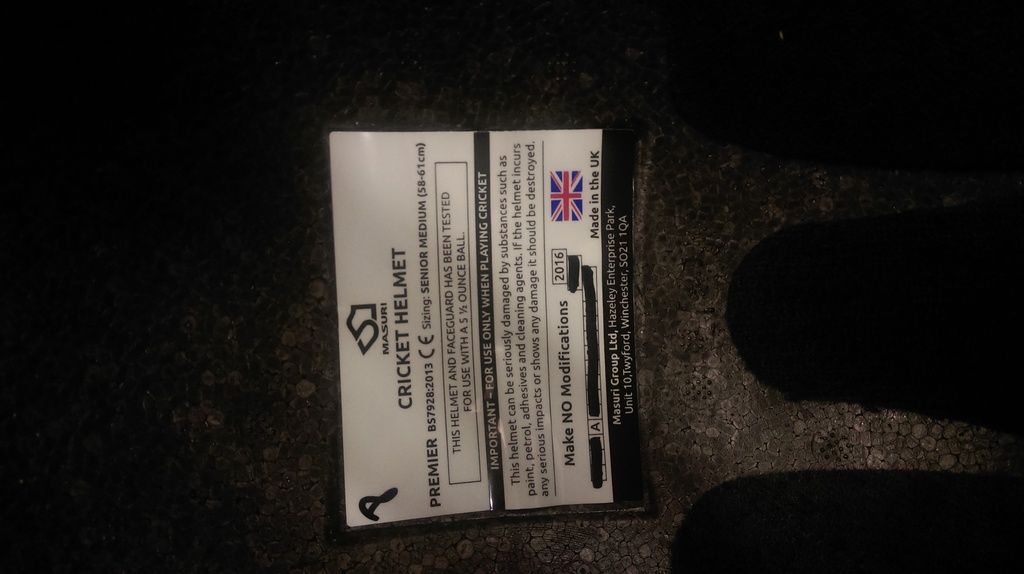 MASURI
CRICKET HELMET
PREMIER BS7928:2013 CE Sizing: SENIOR MEDIUM (58-61cm)
THIS HELMET AND FACEGUARD HAS BEEN TESTED
FOR USE WITH A 5 ½ OUNCE BALL.
IMPORTANT – FOR USE ONLY WHEN PLAYING CRICKET
This helmet can be seriously damaged by substances such as
paint, petrol, adhesives and cleaning agents. If the helmet incurs
any serious impacts or shows any damage it should be destroyed.
Make NO Modifications 2016
A
Made in the UK
Masuri Group Ltd, Hazeley Enterprise Park,
Unit 10,Twyford, Winchester, SO21 1QA